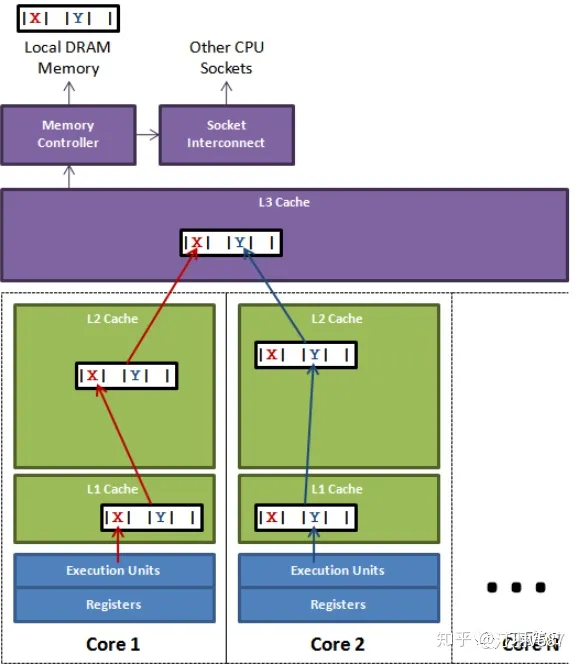 |X| |Y| |
Local DRAM
Memory
Other CPU
Sockets
Memory
Controller
Socket
Interconnect
L3 Cache
|X| |Y| |
L2 Cache
L2 Cache
|X| |Y| |
|X| |Y| |
L1 Cache
L1 Cache
|X| |Y| |
|X| |Y| |
Execution Units
Execution Units
Registers
Registers
...
Core 1
Core 2
Core N
知乎